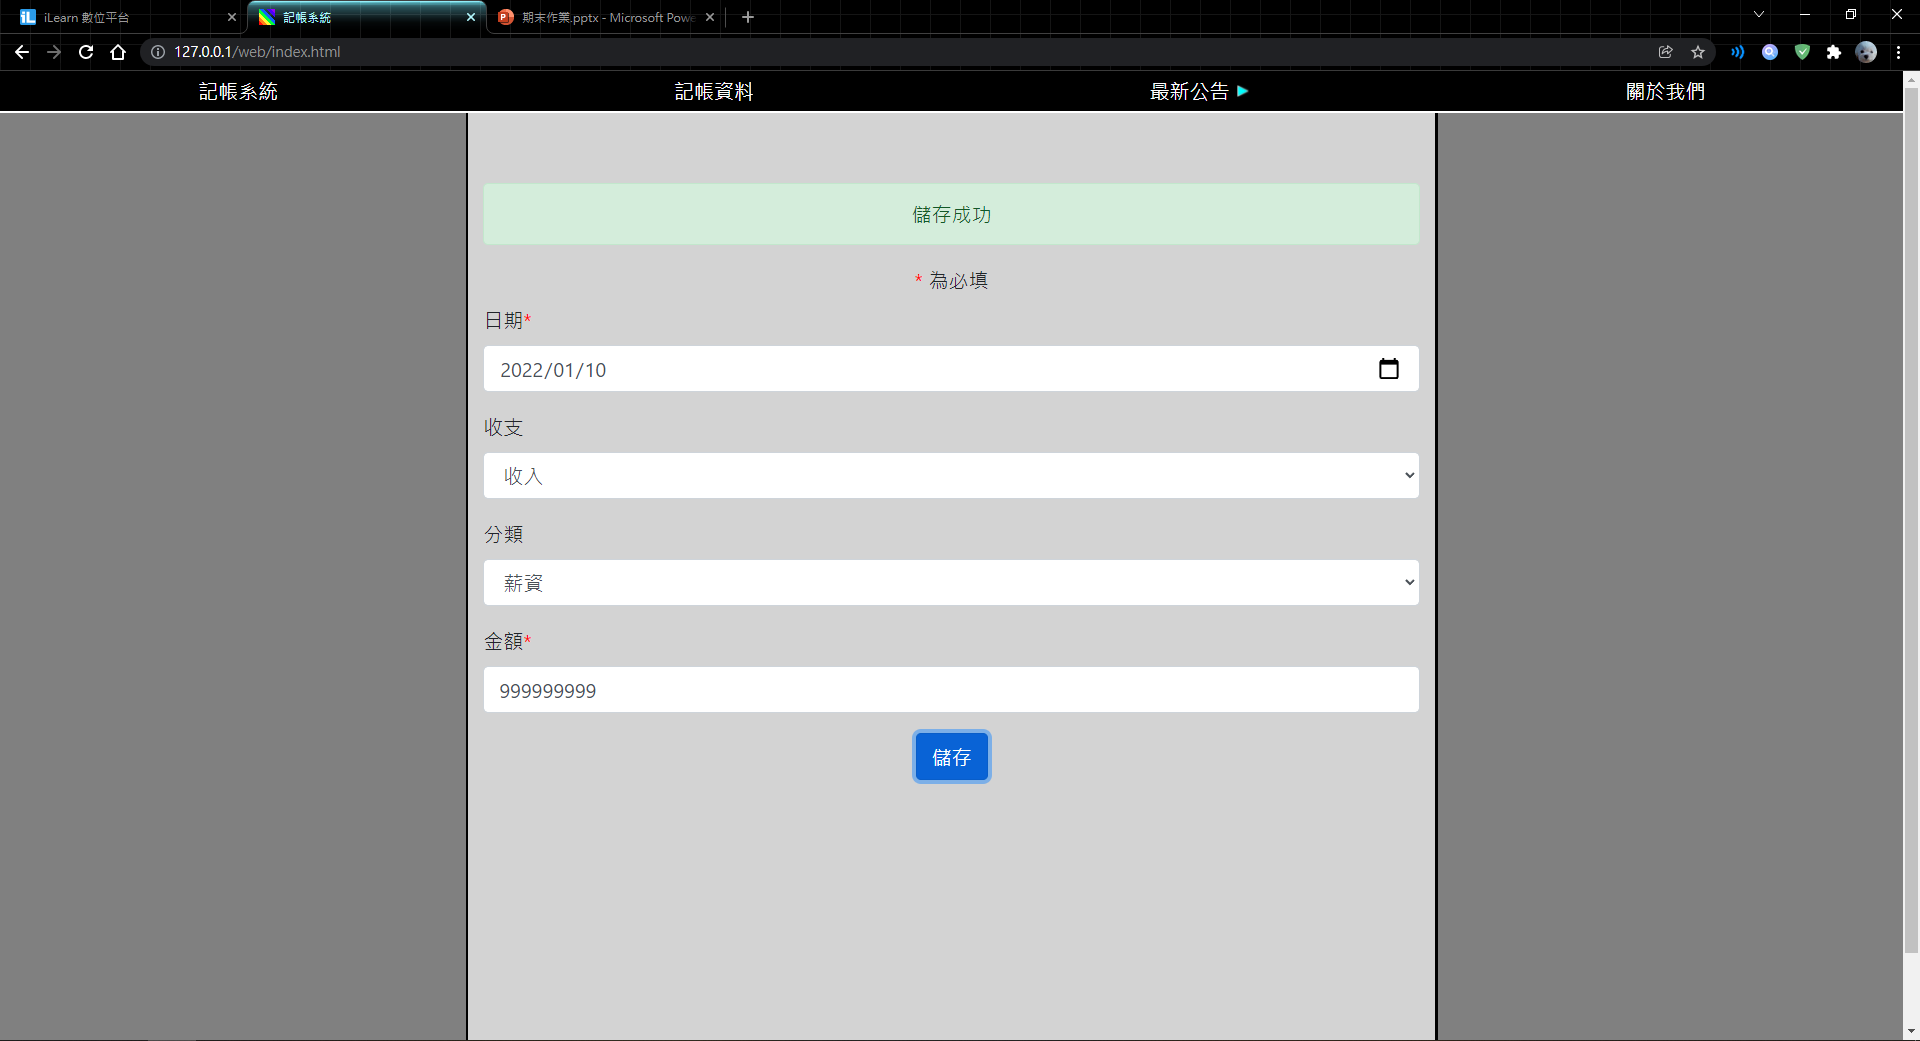 iLearn 數位平台
記帳系統
期末作業.pptx - Microsoft Powe
127.0.0.1/web/index.html
記帳系統
記帳資料
最新公告
關於我們
儲存成功
* 為必填
日期*
2022/01/10
收支
收入
分類
薪資
金額*
999999999
儲存